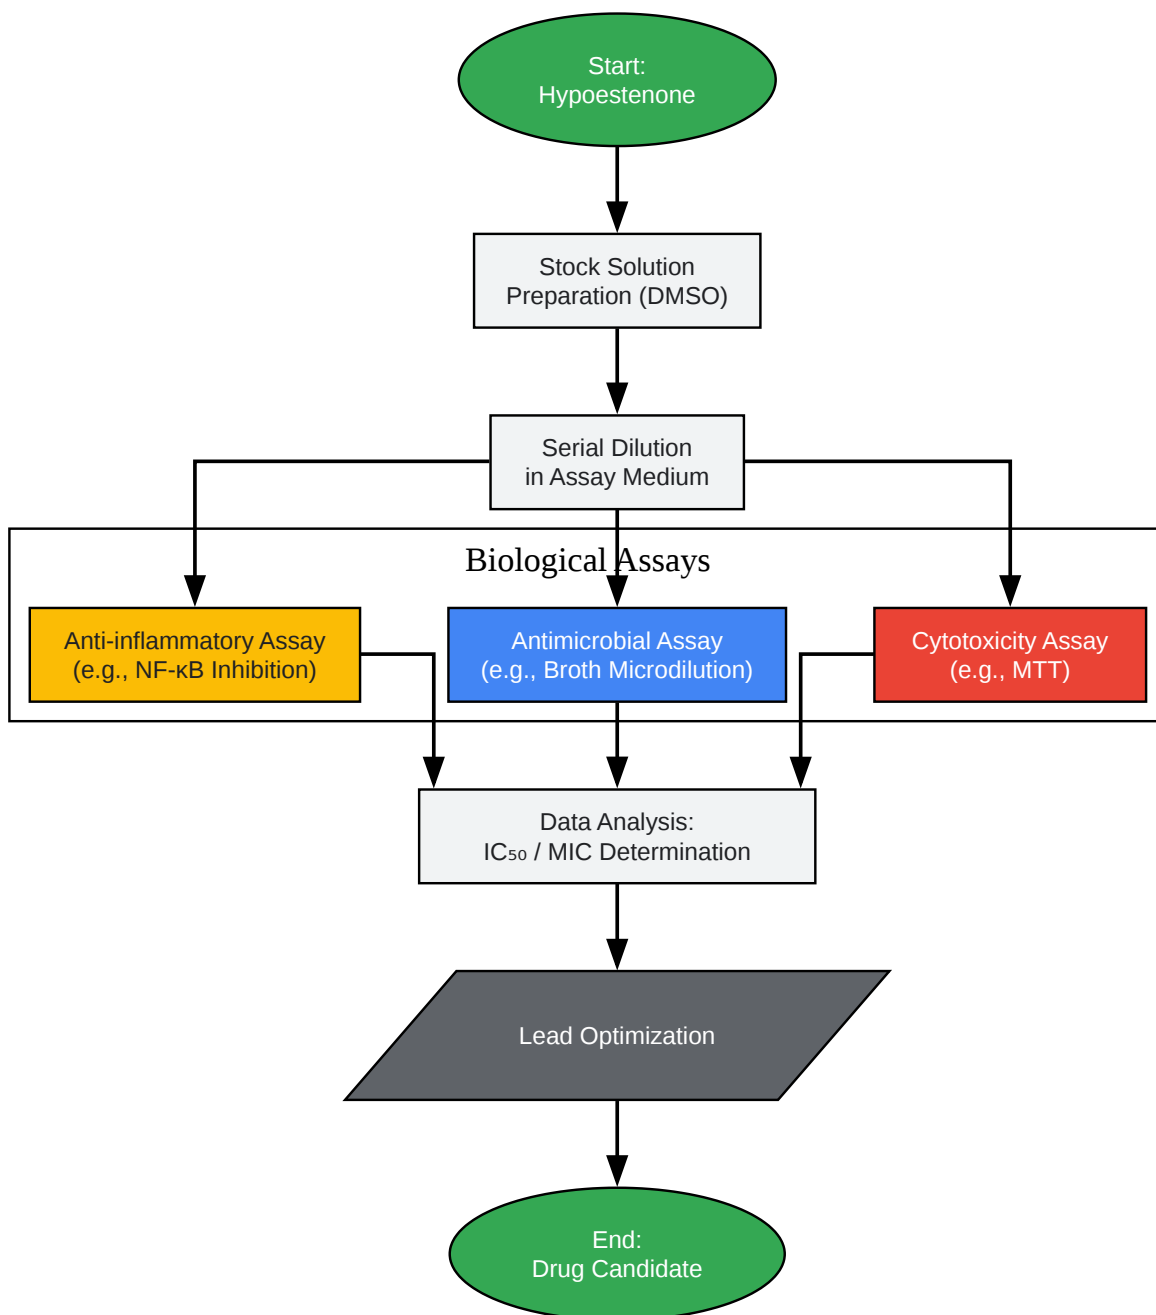 Start:
Hypoestenone
Stock Solution
Preparation (DMSO)
Serial Dilution
in Assay Medium
Biological Assays
Anti-inflammatory Assay
(e.g., NF-κB Inhibition)
Antimicrobial Assay
(e.g., Broth Microdilution)
Cytotoxicity Assay
(e.g., MTT)
Data Analysis:
IC₅₀ / MIC Determination
Lead Optimization
End:
Drug Candidate